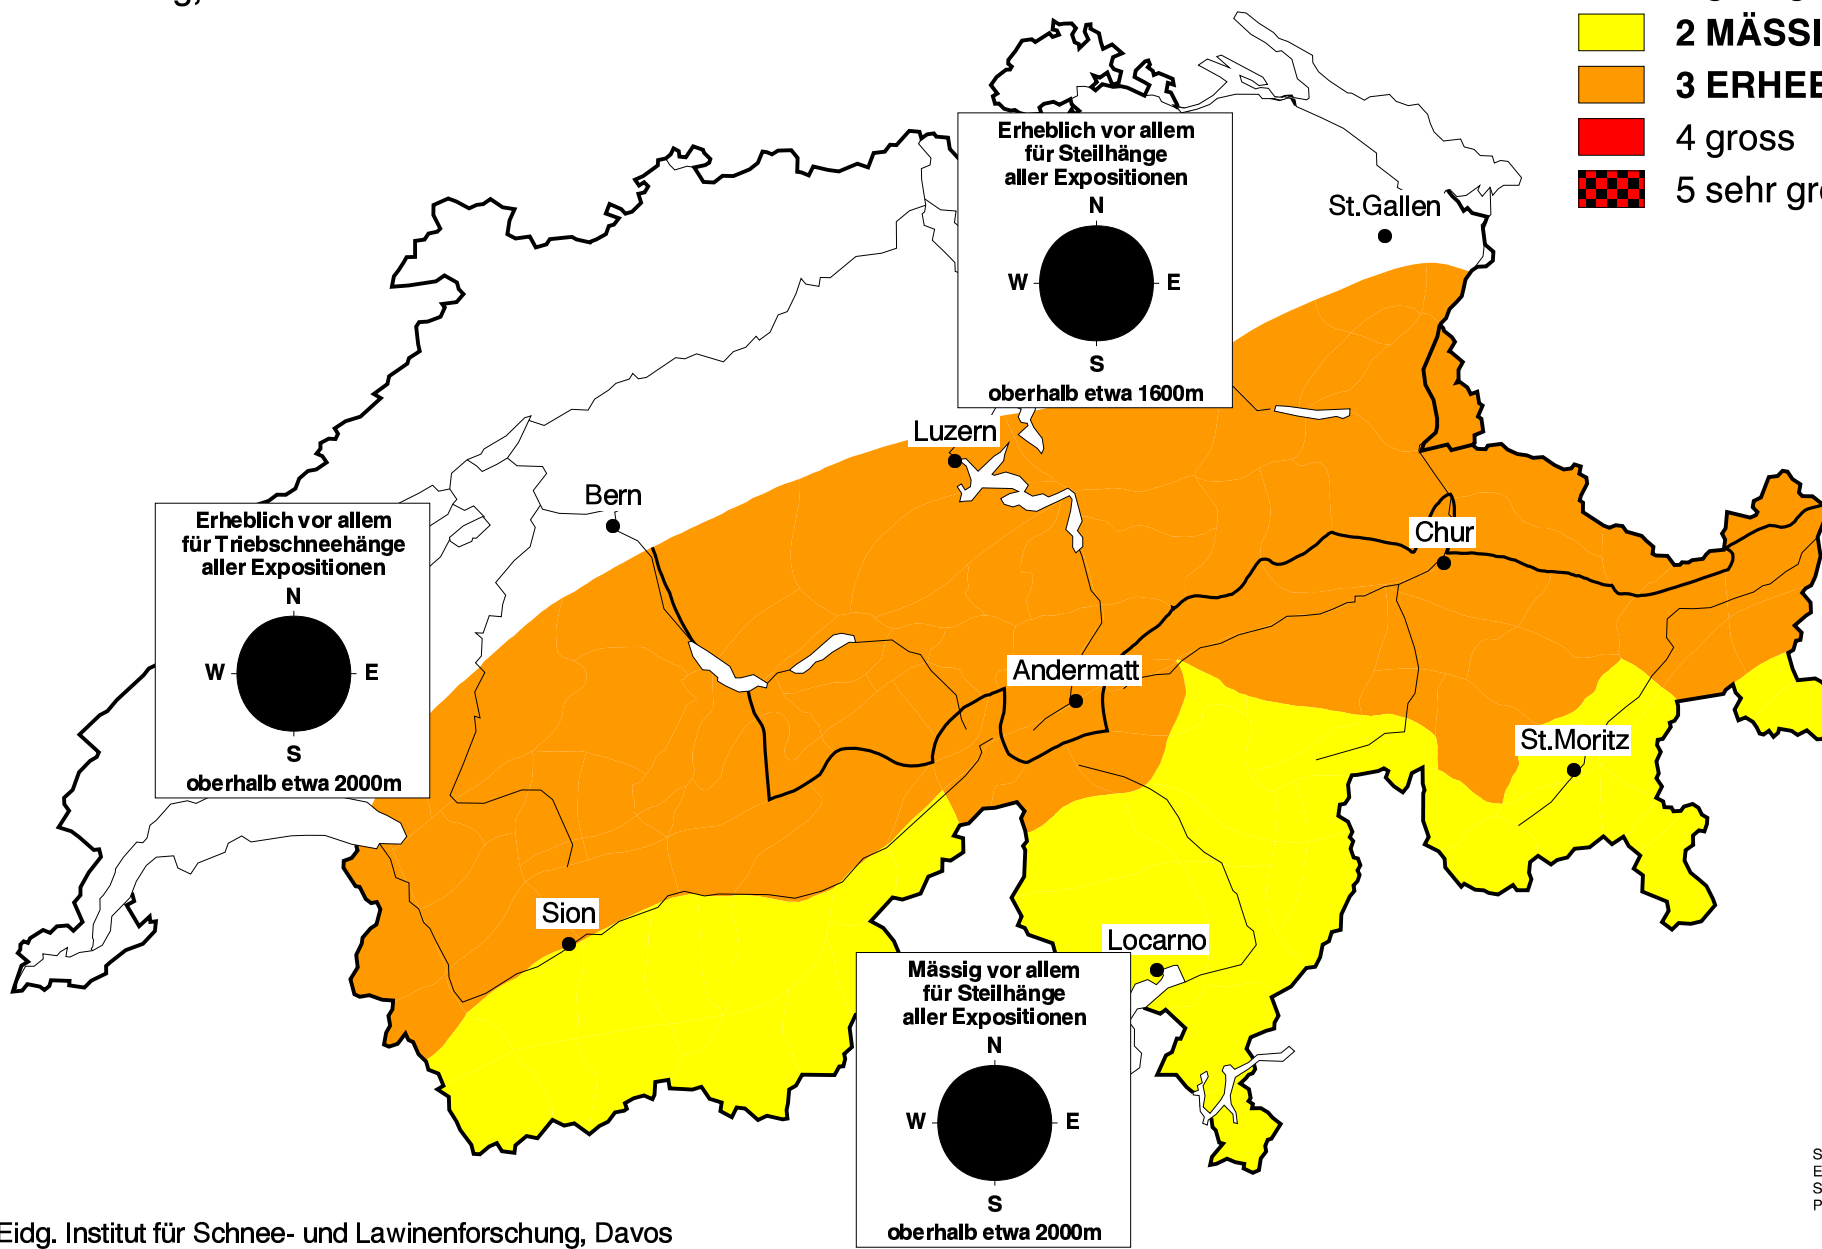 2 MÄSSI
3 ERHEB
4 gross
5 sehr gro
Erheblich vor allem
für Steilhänge
aller Expositionen
N
W E
S
oberhalb etwa 1600m
St.Gallen
Luzern
Bern
Chur
Erheblich vor allem
für Triebschneehänge
aller Expositionen
N
W E
S
oberhalb etwa 2000m
Andermatt
St.Moritz
Sion
Locarno
Mässig vor allem
für Steilhänge
aller Expositionen
N
W E
S
oberhalb etwa 2000m
S
E
S
P
Eidg. Institut für Schnee- und Lawinenforschung, Davos